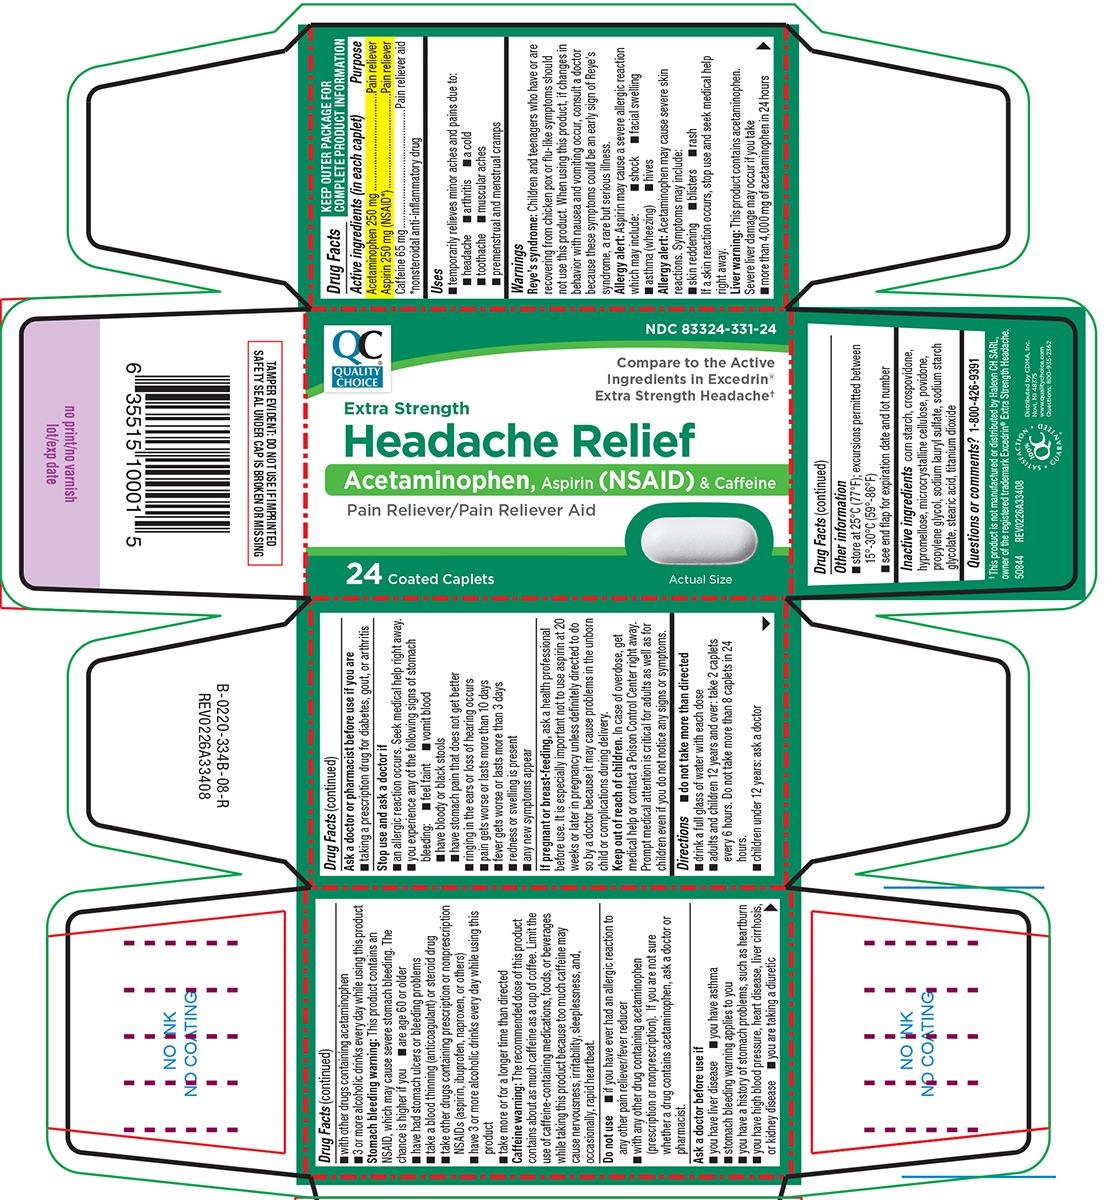 KEEP OUTER PACKAGE FOR
COMPLETE PRODUCT INFORMATION
Drug Facts
Active ingredients (in each caplet) Purpose
Acetaminophen 250 mg ........................Pain reliever
Aspirin 250 mg (NSAID*) ........................Pain reliever
Caffeine 65 mg........................Pain reliever aid
*nonsteroidal anti-inflammatory drug
Uses
■ temporarily relieves minor aches and pains due to:
■ headache ■ arthritis ■ a cold
■ toothache ■ muscular aches
■ premenstrual and menstrual cramps
Warnings
Reye's syndrome: Children and teenagers who have or are
recovering from chicken pox or flu-like symptoms should
not use this product. When using this product, if changes in
behavior with nausea and vomiting occur, consult a doctor
because these symptoms could be an early sign of Reye's
syndrome, a rare but serious illness.
Allergy alert: Aspirin may cause a severe allergic reaction
which may include: ■ shock ■ facial swelling
■ asthma (wheezing) ■ hives
Allergy alert: Acetaminophen may cause severe skin
reactions. Symptoms may include:
■ skin reddening ■ blisters ■ rash
If a skin reaction occurs, stop use and seek medical help
right away.
Liver warning: This product contains acetaminophen.
Severe liver damage may occur if you take
■ more than 4,000 mg of acetaminophen in 24 hours
no print/no varnish
lot/exp date
6 35515 10001 5
TAMPER EVIDENT: DO NOT USE IF IMPRINTED
SAFETY SEAL UNDER CAP IS BROKEN OR MISSING
QC
QUALITY
CHOICE
NDC 83324-331-24
Compare to the Active
Ingredients in Excedrin®
Extra Strength Headache†
Extra Strength
Headache Relief
Acetaminophen, Aspirin (NSAID) & Caffeine
Pain Reliever/Pain Reliever Aid
24 Coated Caplets
Actual Size
Drug Facts (continued)
Other information
■ store at 25°C (77°F); excursions permitted between
15°-30°C (59°-86°F)
■ see end flap for expiration date and lot number
Inactive ingredients corn starch, crospovidone,
hypromellose, microcrystalline cellulose, povidone,
propylene glycol, sodium lauryl sulfate, sodium starch
glycolate, stearic acid, titanium dioxide
Questions or comments? 1-800-426-9391
†This product is not manufactured or distributed by Haleon CH SARL,
owner of the registered trademark Excedrin® Extra Strength Headache.
50844 REV0226A33408
SATISFACTION • GUARANTEED •
QC
100%
Distributed by CDMA, Inc.
Novi, MI 48375
www.qualitychoice.com
Questions: 800-935-2362
B-0220-334B-08-R
REV0226A33408
Drug Facts (continued)
Ask a doctor or pharmacist before use if you are
■ taking a prescription drug for diabetes, gout, or arthritis
Stop use and ask a doctor if
■ an allergic reaction occurs. Seek medical help right away.
■ you experience any of the following signs of stomach
bleeding: ■ feel faint ■ vomit blood
■ have bloody or black stools
■ have stomach pain that does not get better
■ ringing in the ears or loss of hearing occurs
■ pain gets worse or lasts more than 10 days
■ fever gets worse or lasts more than 3 days
■ redness or swelling is present
■ any new symptoms appear
If pregnant or breast-feeding, ask a health professional
before use. It is especially important not to use aspirin at 20
weeks or later in pregnancy unless definitely directed to do
so by a doctor because it may cause problems in the unborn
child or complications during delivery.
Keep out of reach of children. In case of overdose, get
medical help or contact a Poison Control Center right away.
Prompt medical attention is critical for adults as well as for
children even if you do not notice any signs or symptoms.
Directions ■ do not take more than directed
■ drink a full glass of water with each dose
■ adults and children 12 years and over: take 2 caplets
every 6 hours. Do not take more than 8 caplets in 24
hours.
■ children under 12 years: ask a doctor
NO INK
NO COATING
Drug Facts (continued)
■ with other drugs containing acetaminophen
■ 3 or more alcoholic drinks every day while using this product
Stomach bleeding warning: This product contains an
NSAID, which may cause severe stomach bleeding. The
chance is higher if you ■ are age 60 or older
■ have had stomach ulcers or bleeding problems
■ take a blood thinning (anticoagulant) or steroid drug
■ take other drugs containing prescription or nonprescription
NSAIDs (aspirin, ibuprofen, naproxen, or others)
■ have 3 or more alcoholic drinks every day while using this
product
■ take more or for a longer time than directed
Caffeine warning: The recommended dose of this product
contains about as much caffeine as a cup of coffee. Limit the
use of caffeine-containing medications, foods, or beverages
while taking this product because too much caffeine may
cause nervousness, irritability, sleeplessness, and,
occasionally, rapid heartbeat.
Do not use ■ if you have ever had an allergic reaction to
any other pain reliever/fever reducer
■ with any other drug containing acetaminophen
(prescription or nonprescription). If you are not sure
whether a drug contains acetaminophen, ask a doctor or
pharmacist.
Ask a doctor before use if
■ you have liver disease ■ you have asthma
■ stomach bleeding warning applies to you
■ you have a history of stomach problems, such as heartburn
■ you have high blood pressure, heart disease, liver cirrhosis,
or kidney disease ■ you are taking a diuretic
NO INK
NO COATING